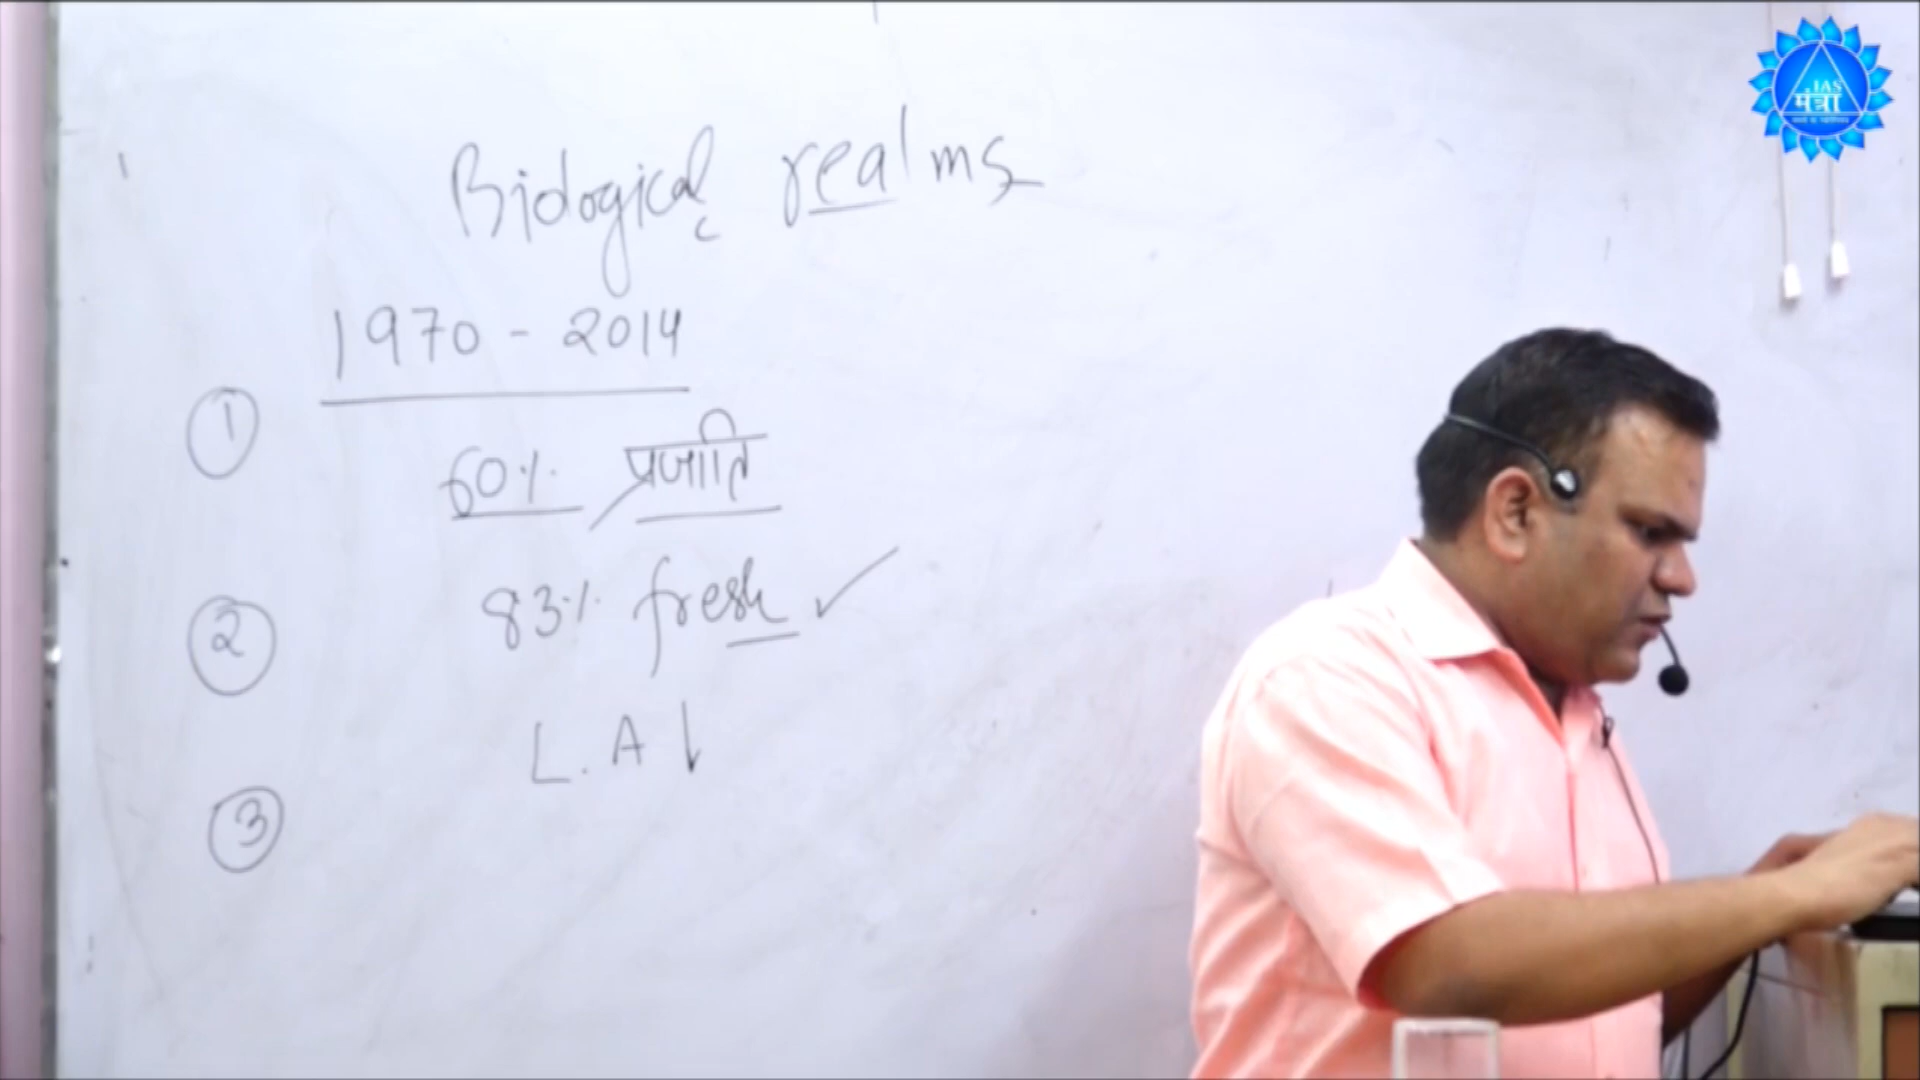 IAS
मंत्रा
Biological realms
1970 - 2014
① 60% प्रजाति
② 83% fresh ✓
L.A ↓
③